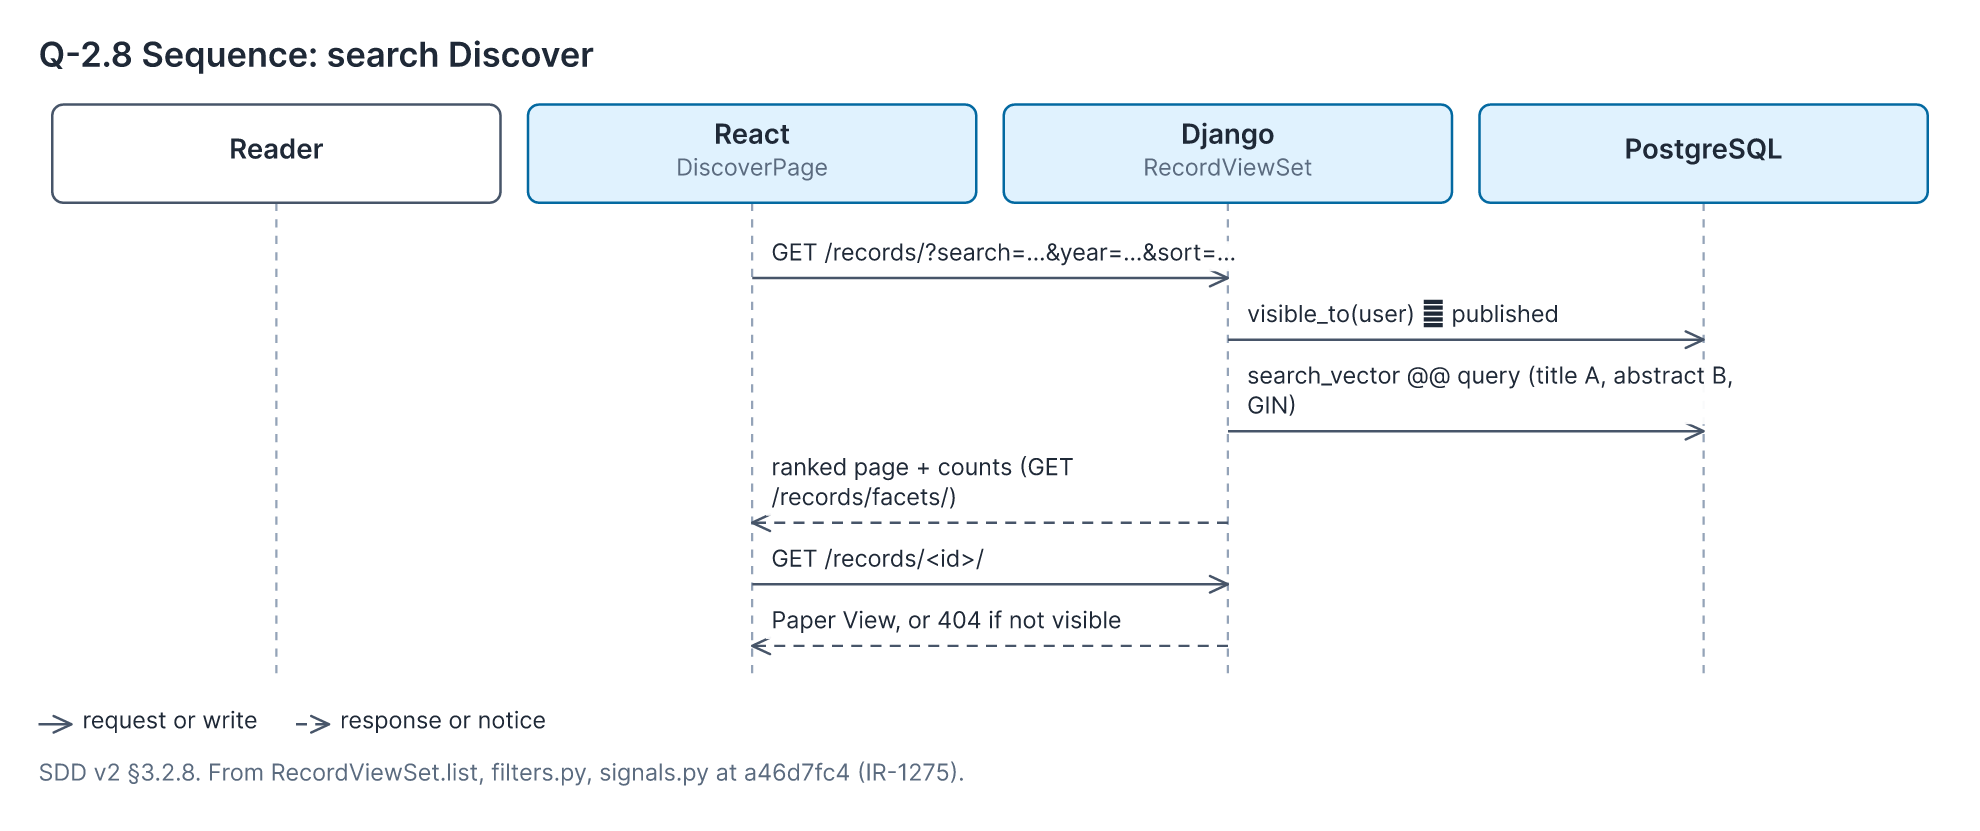 Q-2.8 Sequence: search Discover
Reader
React
DiscoverPage
Django
RecordViewSet
PostgreSQL
GET /records/?search=...&year=...&sort=...
visible_to(user) published
search_vector @@ query (title A, abstract B,
GIN)
ranked page + counts (GET
/records/facets/)
GET /records/<id>/
Paper View, or 404 if not visible
request or write
response or notice
SDD v2 §3.2.8. From RecordViewSet.list, filters.py, signals.py at a46d7fc4 (IR-1275).